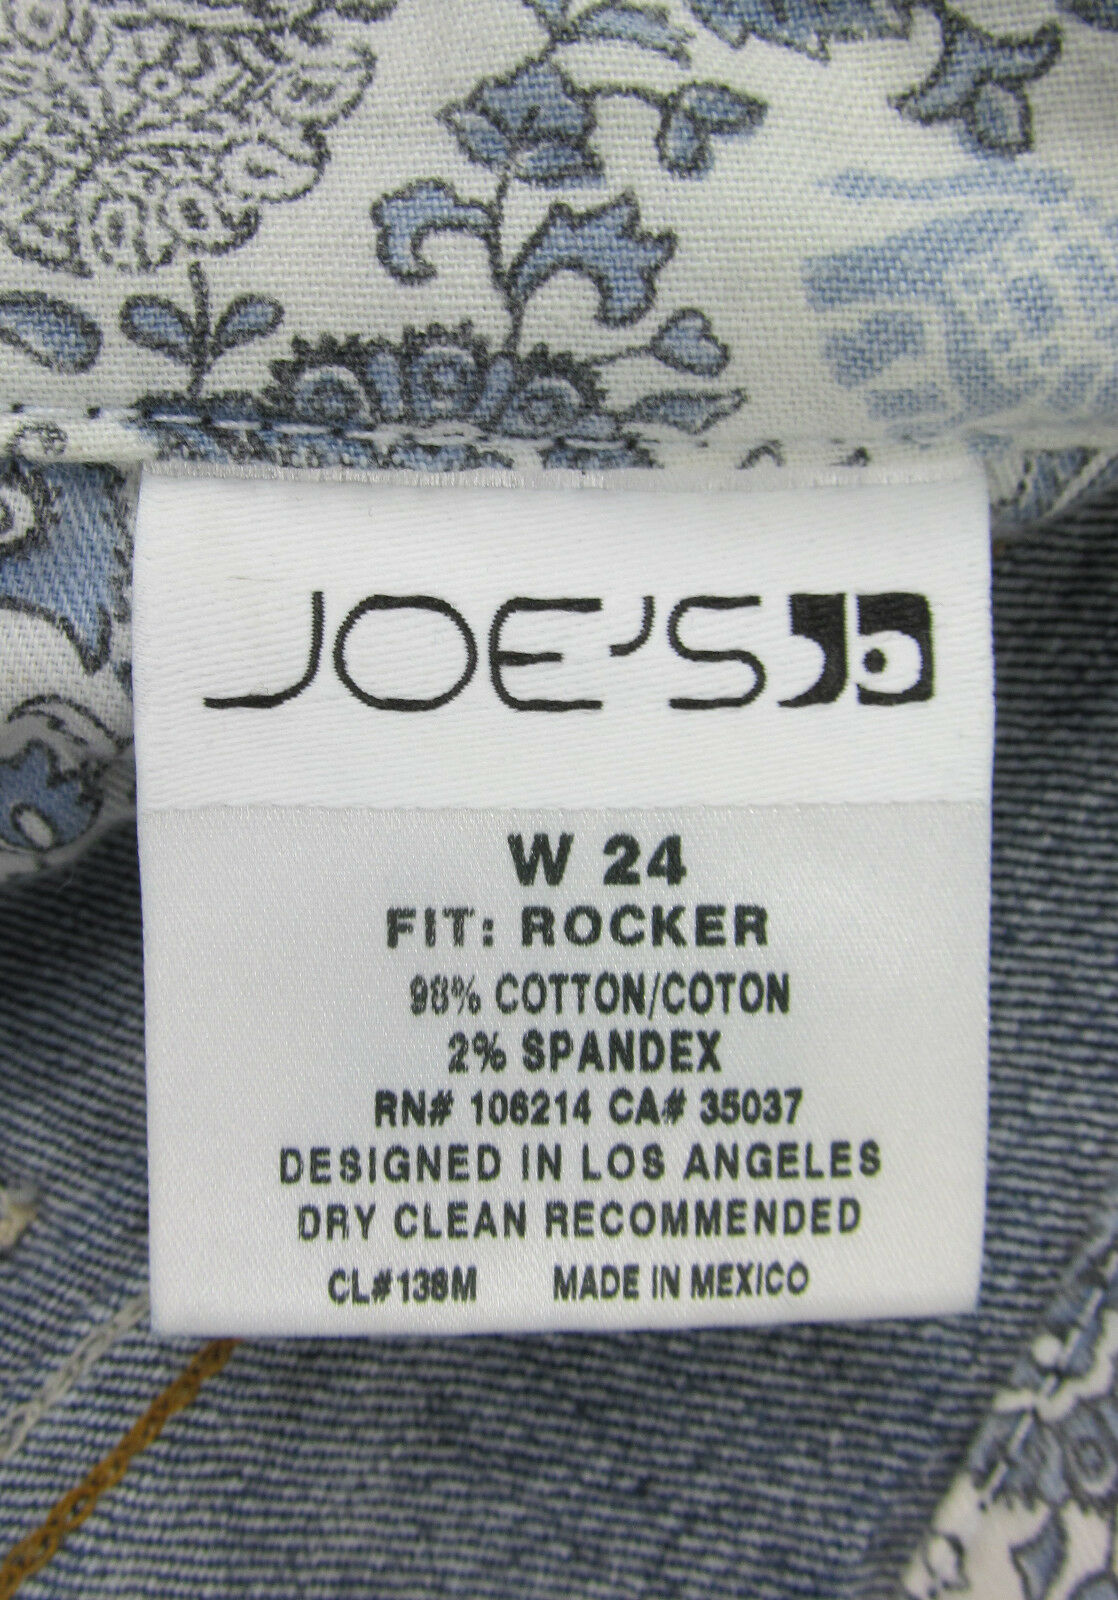 JOE'S
W 24
FIT: ROCKER
98% COTTON/COTON
2% SPANDEX
RN# 106214 CA# 35037
DESIGNED IN LOS ANGELES
DRY CLEAN RECOMMENDED
CL#138M MADE IN MEXICO